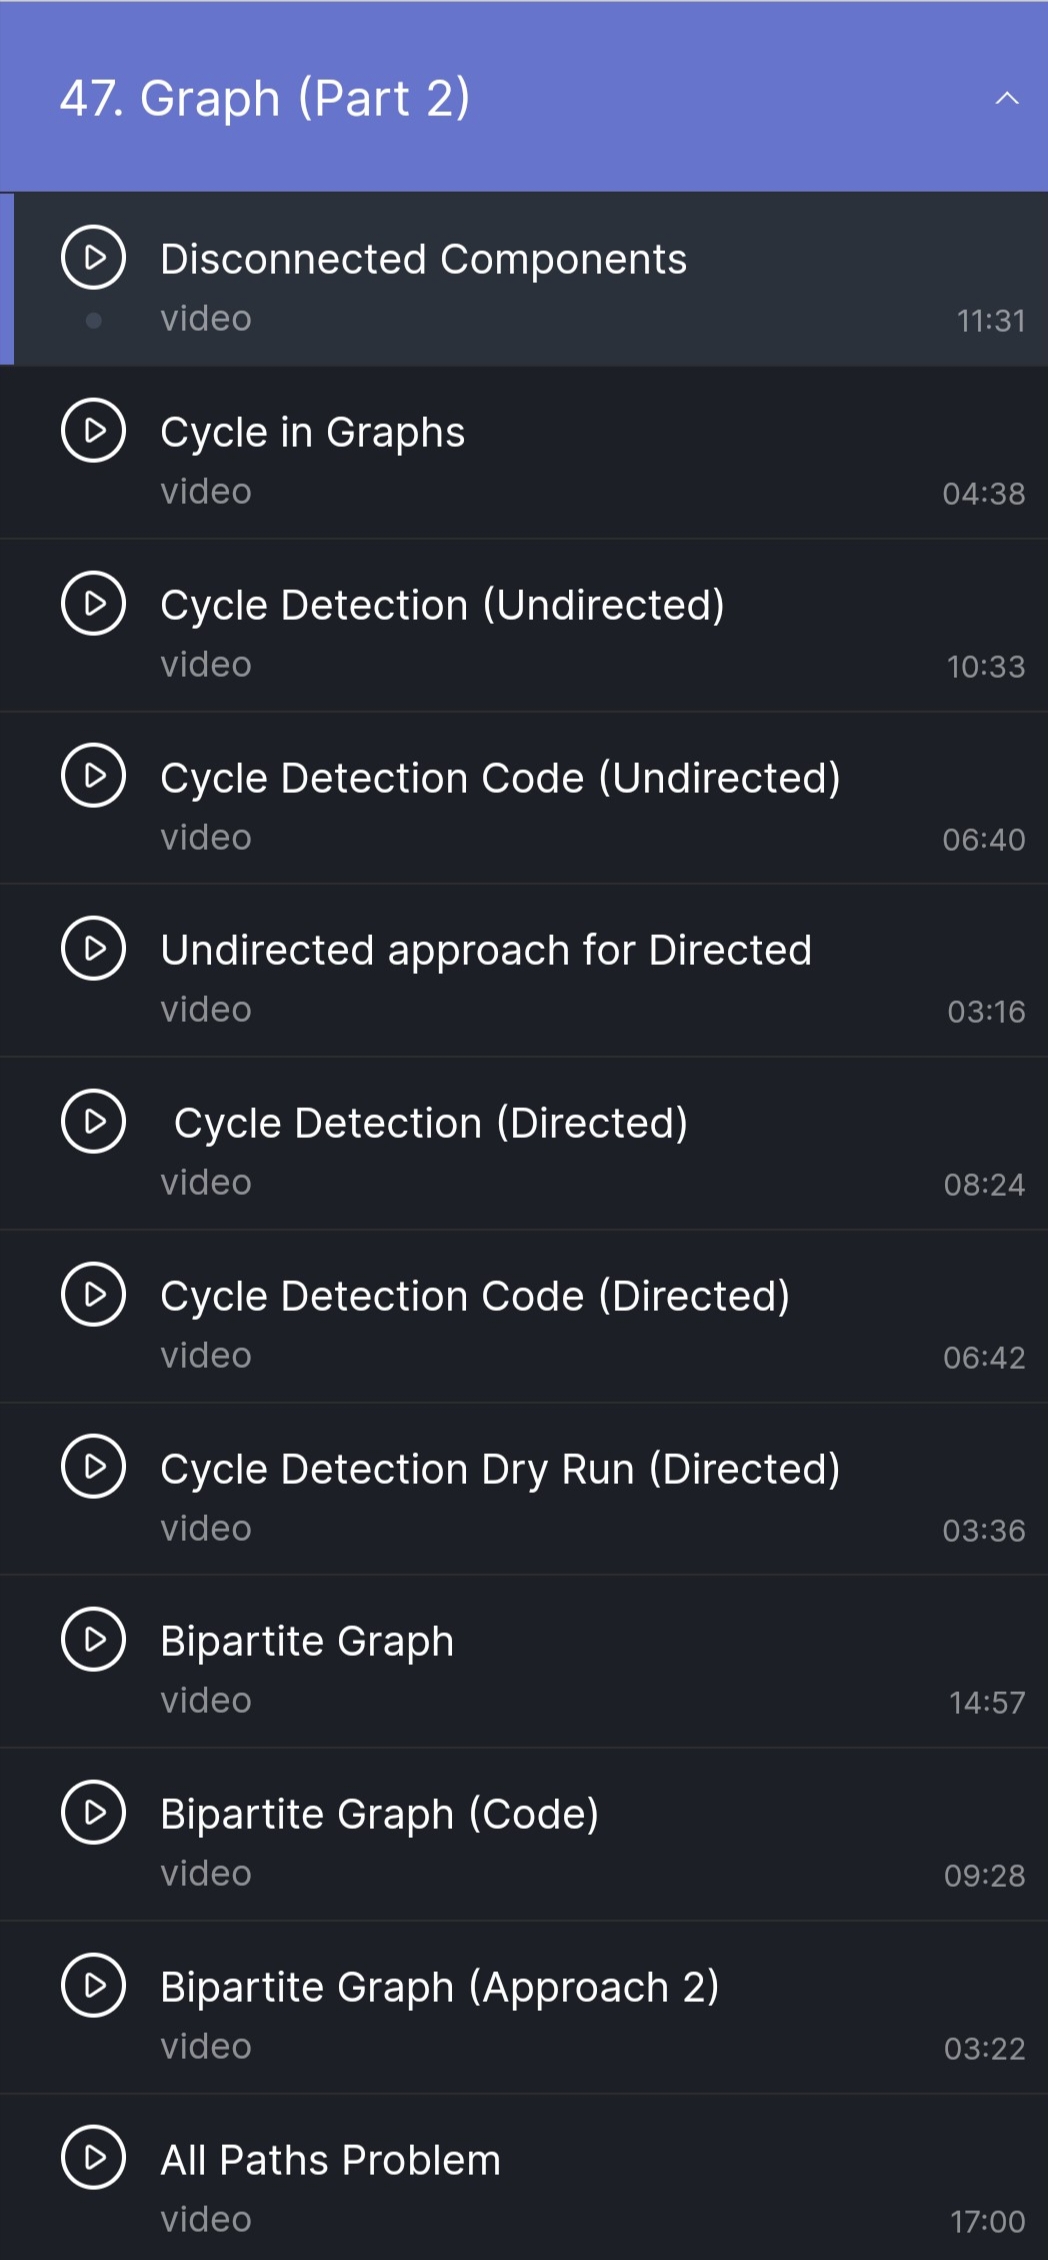 47. Graph (Part 2)
Disconnected Components
video 11:31
Cycle in Graphs
video 04:38
Cycle Detection (Undirected)
video 10:33
Cycle Detection Code (Undirected)
video 06:40
Undirected approach for Directed
video 03:16
Cycle Detection (Directed)
video 08:24
Cycle Detection Code (Directed)
video 06:42
Cycle Detection Dry Run (Directed)
video 03:36
Bipartite Graph
video 14:57
Bipartite Graph (Code)
video 09:28
Bipartite Graph (Approach 2)
video 03:22
All Paths Problem
video 17:00